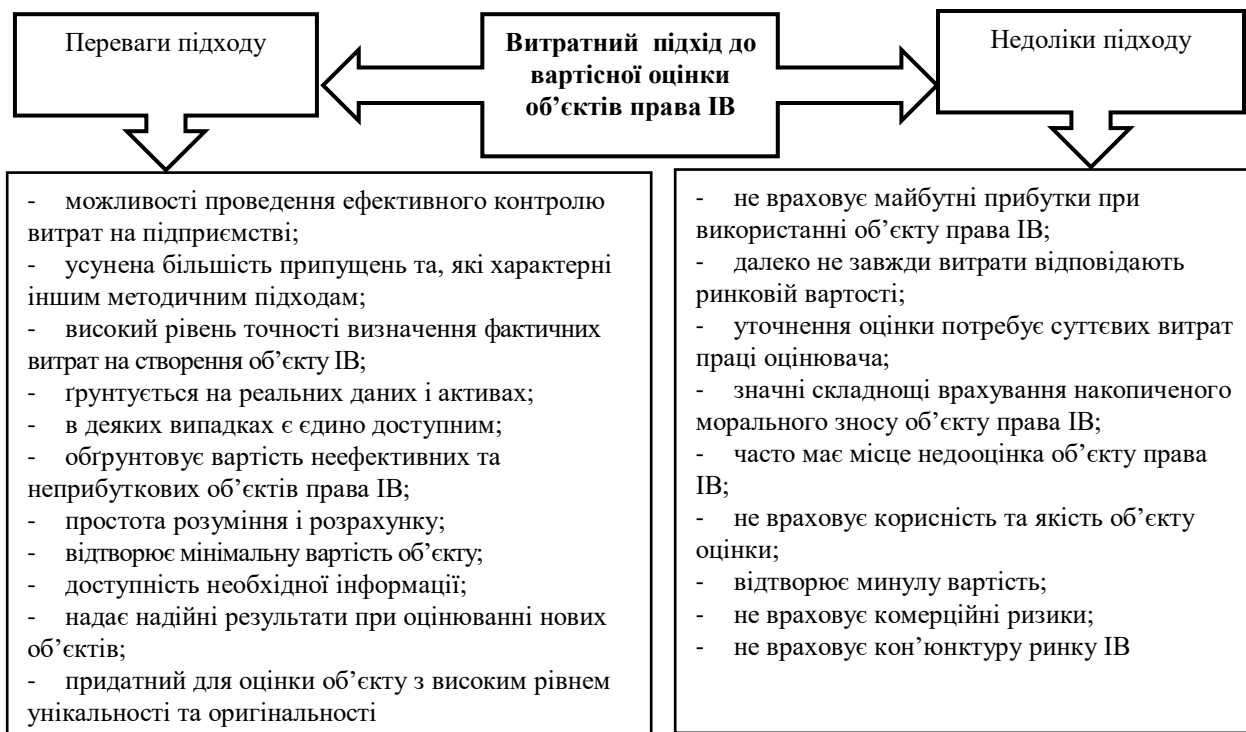 Переваги підходу
Витратний підхід до
вартісної оцінки
об’єктів права ІВ
Недоліки підходу
- можливості проведення ефективного контролю
витрат на підприємстві;
- усунена більшість припущень та, які характерні
іншим методичним підходам;
- високий рівень точності визначення фактичних
витрат на створення об’єкту ІВ;
- ґрунтується на реальних даних і активах;
- в деяких випадках є єдино доступним;
- обґрунтовує вартість неефективних та
неприбуткових об’єктів права ІВ;
- простота розуміння і розрахунку;
- відтворює мінімальну вартість об’єкту;
- доступність необхідної інформації;
- надає надійні результати при оцінюванні нових
об’єктів;
- придатний для оцінки об’єкту з високим рівнем
унікальності та оригінальності
- не враховує майбутні прибутки при
використанні об’єкту права ІВ;
- далеко не завжди витрати відповідають
ринковій вартості;
- уточнення оцінки потребує суттєвих витрат
праці оцінювача;
- значні складнощі врахування накопиченого
морального зносу об’єкту права ІВ;
- часто має місце недооцінка об’єкту права
ІВ;
- не враховує корисність та якість об’єкту
оцінки;
- відтворює минулу вартість;
- не враховує комерційні ризики;
- не враховує кон’юнктуру ринку ІВ